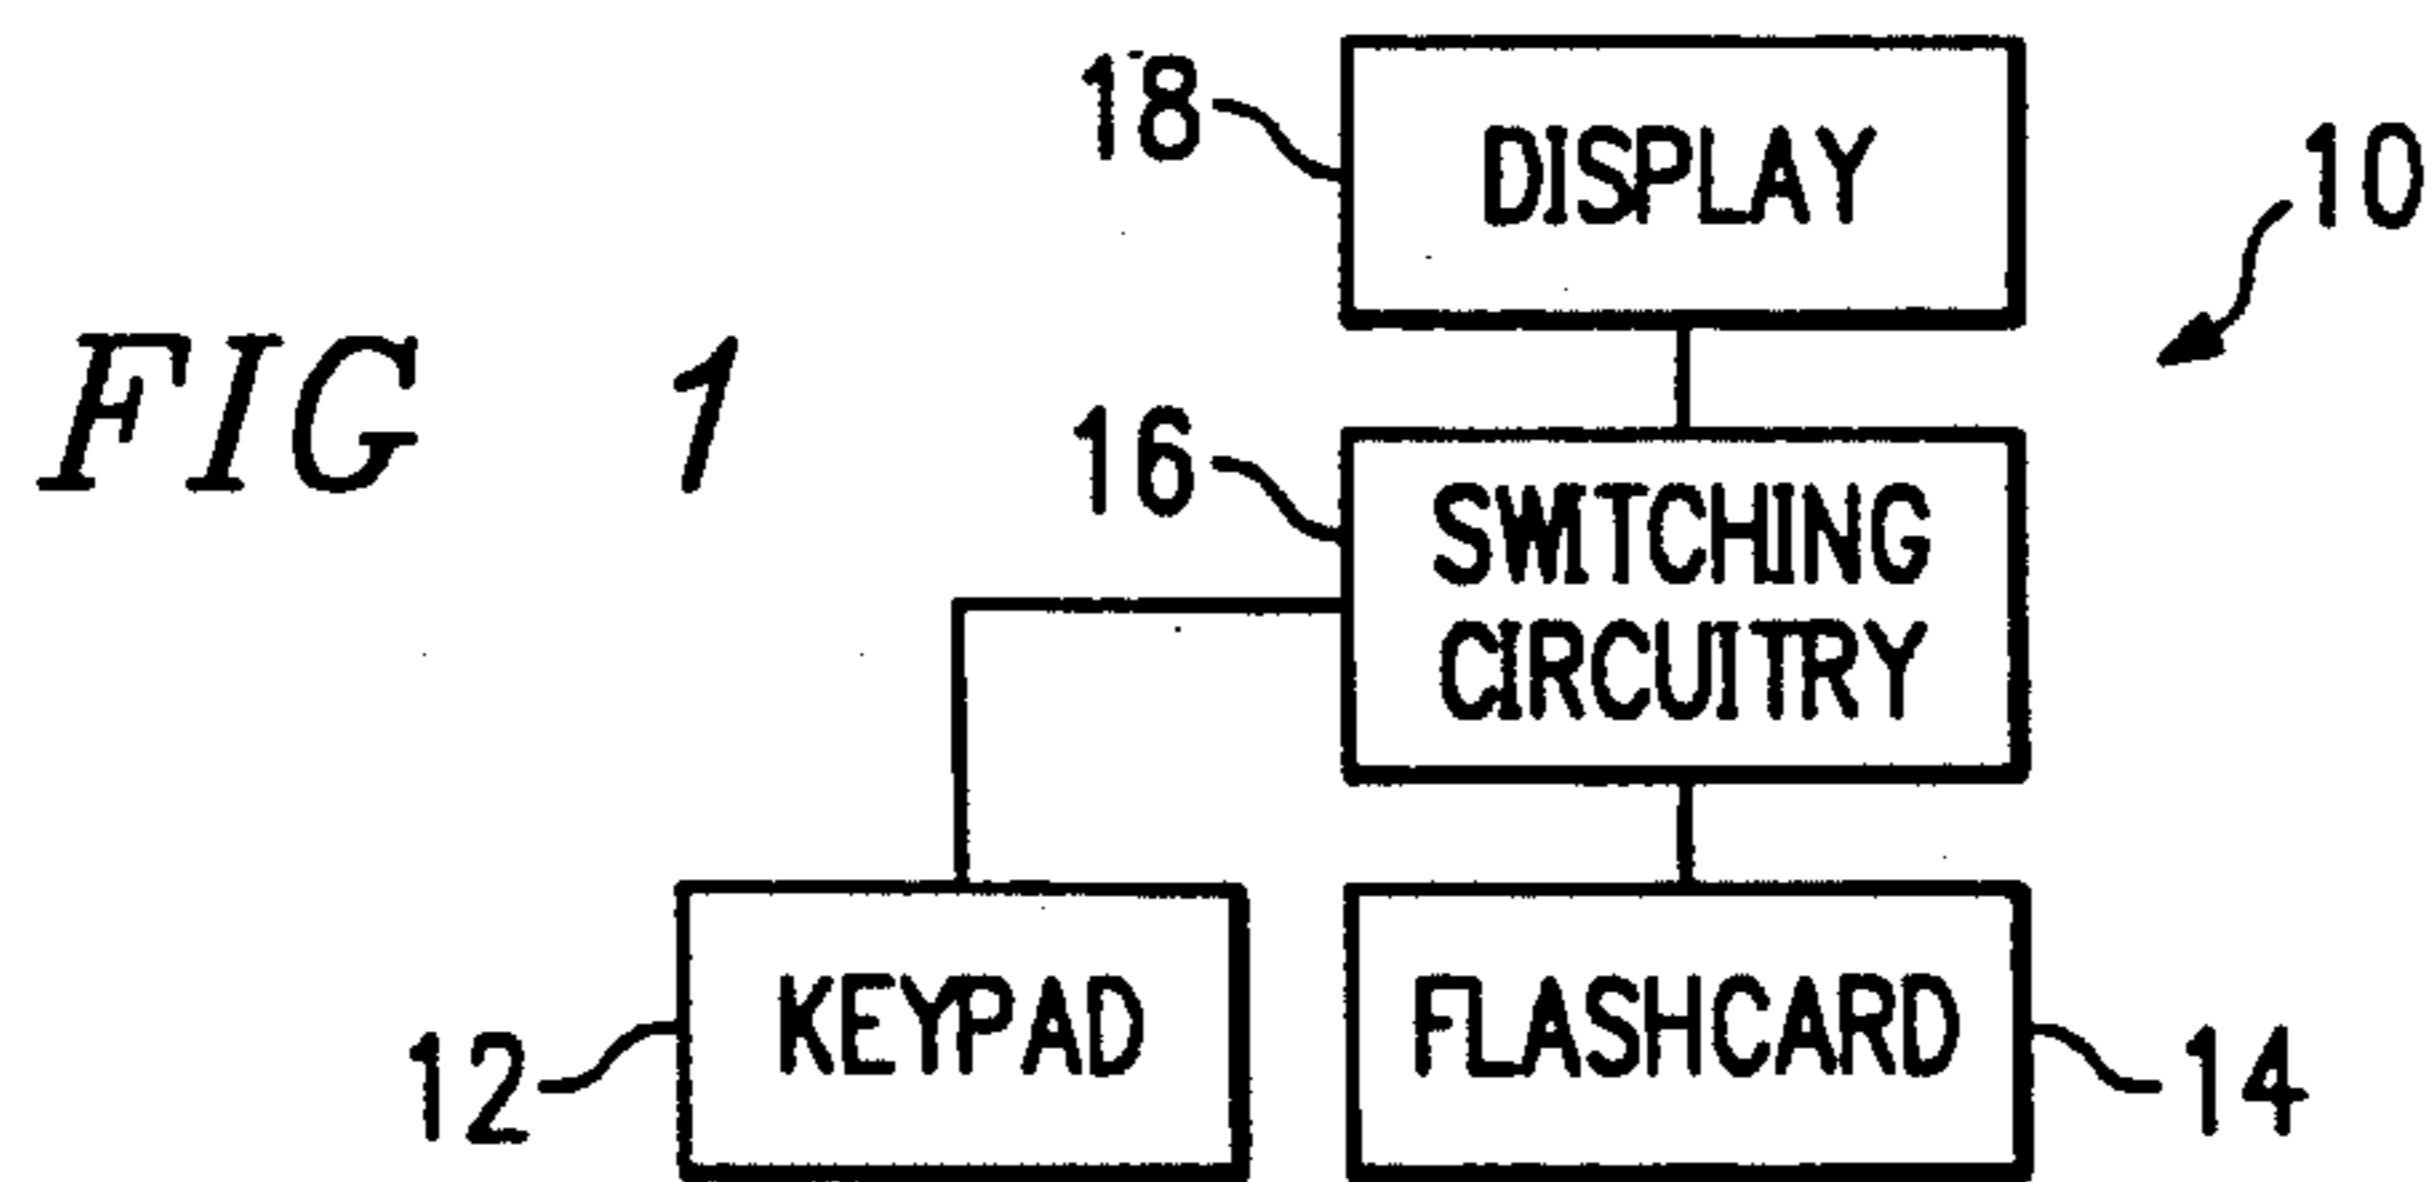 18
DISPLAY
10
FIG 1
16
SWITCHING
CIRCUITRY
KEYPAD
FLASHCARD
12
14